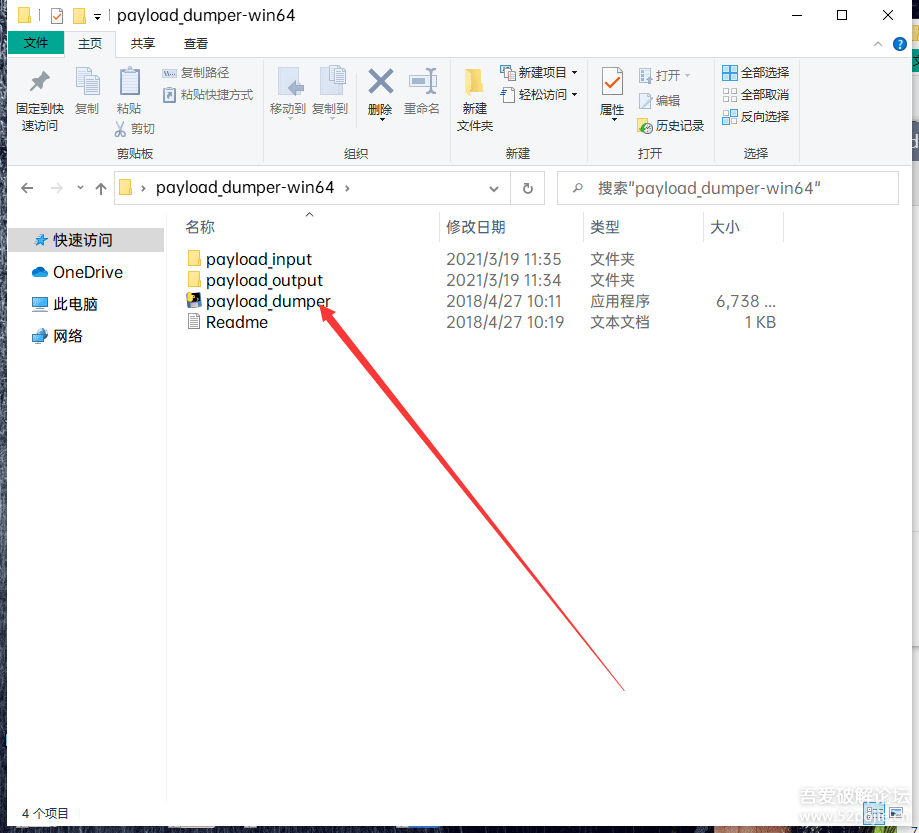 payload_dumper-win64
文件 主页 共享 查看
固定到快
速访问
复制
粘贴
复制路径
粘贴快捷方式
剪切
剪贴板
移动到 复制到
删除 重命名
组织
新建
文件夹
新建项目
轻松访问
新建
属性
打开
编辑
历史记录
打开
全部选择
全部取消
反向选择
选择
payload_dumper-win64
搜索"payload_dumper-win64"
快速访问
OneDrive
此电脑
网络
名称 修改日期 类型 大小
payload_input 2021/3/19 11:35 文件夹
payload_output 2021/3/19 11:34 文件夹
payload_dumper 2018/4/27 10:11 应用程序 6,738 ...
Readme 2018/4/27 10:19 文本文档 1 KB
4 个项目
吾爱破解论坛